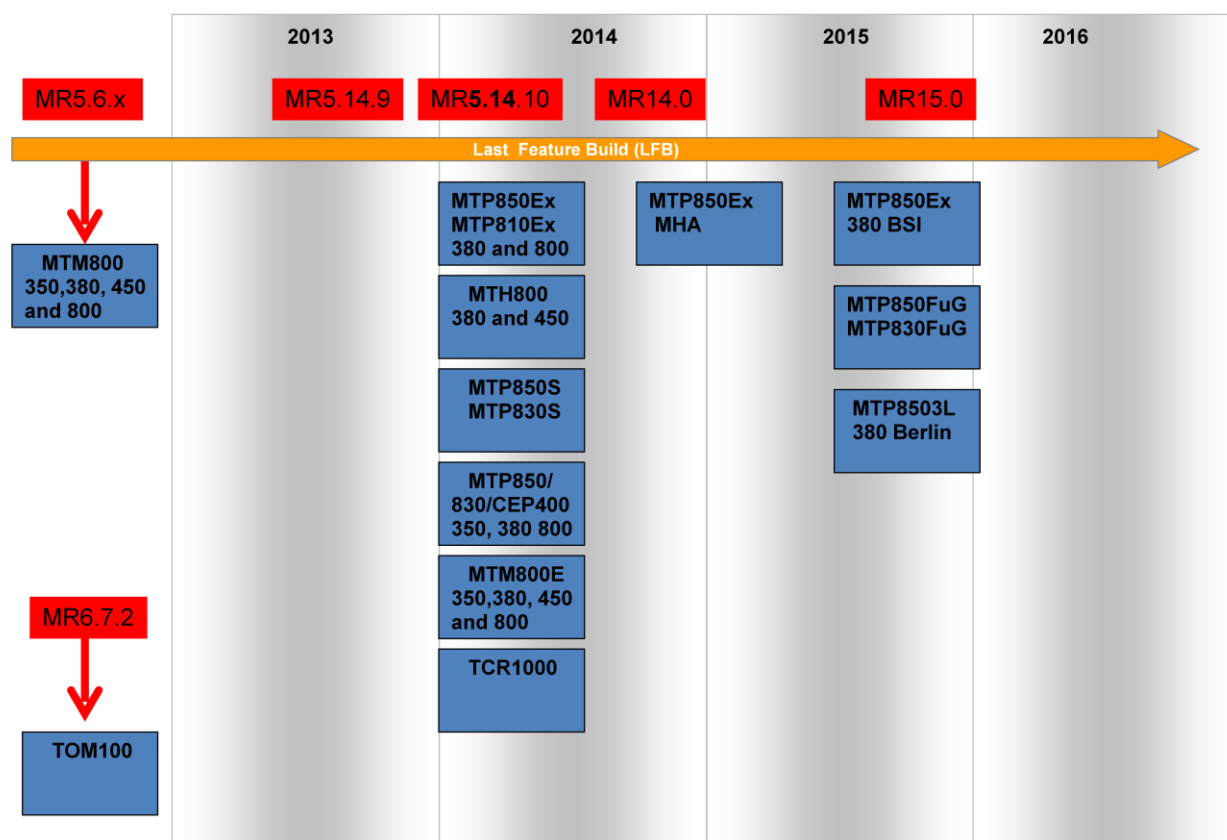 2013 2014 2015 2016
MR5.6.x MR5.14.9 MR5.14.10 MR14.0 MR15.0
Last Feature Build (LFB)
MTM800
350,380, 450
and 800
MTP850Ex
MTP810Ex
380 and 800
MTP850Ex
MHA
MTP850Ex
380 BSI
MTH800
380 and 450
MTP850FuG
MTP830FuG
MTP850S
MTP830S
MTP8503L
380 Berlin
MTP850/
830/CEP400
350, 380 800
MTM800E
350,380, 450
and 800
MR6.7.2
TCR1000
TOM100